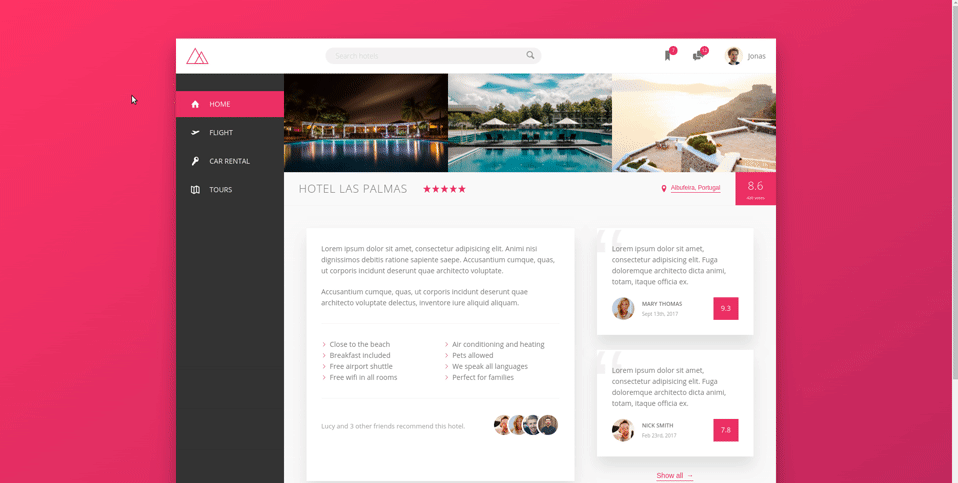 Search hotels
7
13
Jonas
HOME
FLIGHT
CAR RENTAL
TOURS
HOTEL LAS PALMAS
Albufeira, Portugal
8.6
429 votes
Lorem ipsum dolor sit amet, consectetur adipisicing elit. Animi nisi
dignissimos debitis ratione sapiente saepe. Accusantium cumque, quas,
ut corporis incidunt deserunt quae architecto voluptate.
Accusantium cumque, quas, ut corporis incidunt deserunt quae
architecto voluptate delectus, inventore iure aliquid aliquam.
Close to the beach
Breakfast included
Free airport shuttle
Free wifi in all rooms
Air conditioning and heating
Pets allowed
We speak all languages
Perfect for families
Lucy and 3 other friends recommend this hotel.
Lorem ipsum dolor sit amet,
consectetur adipisicing elit. Fuga
doloremque architecto dicta animi,
totam, itaque officia ex.
MARY THOMAS
Sept 13th, 2017
9.3
Lorem ipsum dolor sit amet,
consectetur adipisicing elit. Fuga
doloremque architecto dicta animi,
totam, itaque officia ex.
NICK SMITH
Feb 23rd, 2017
7.8
Show all →